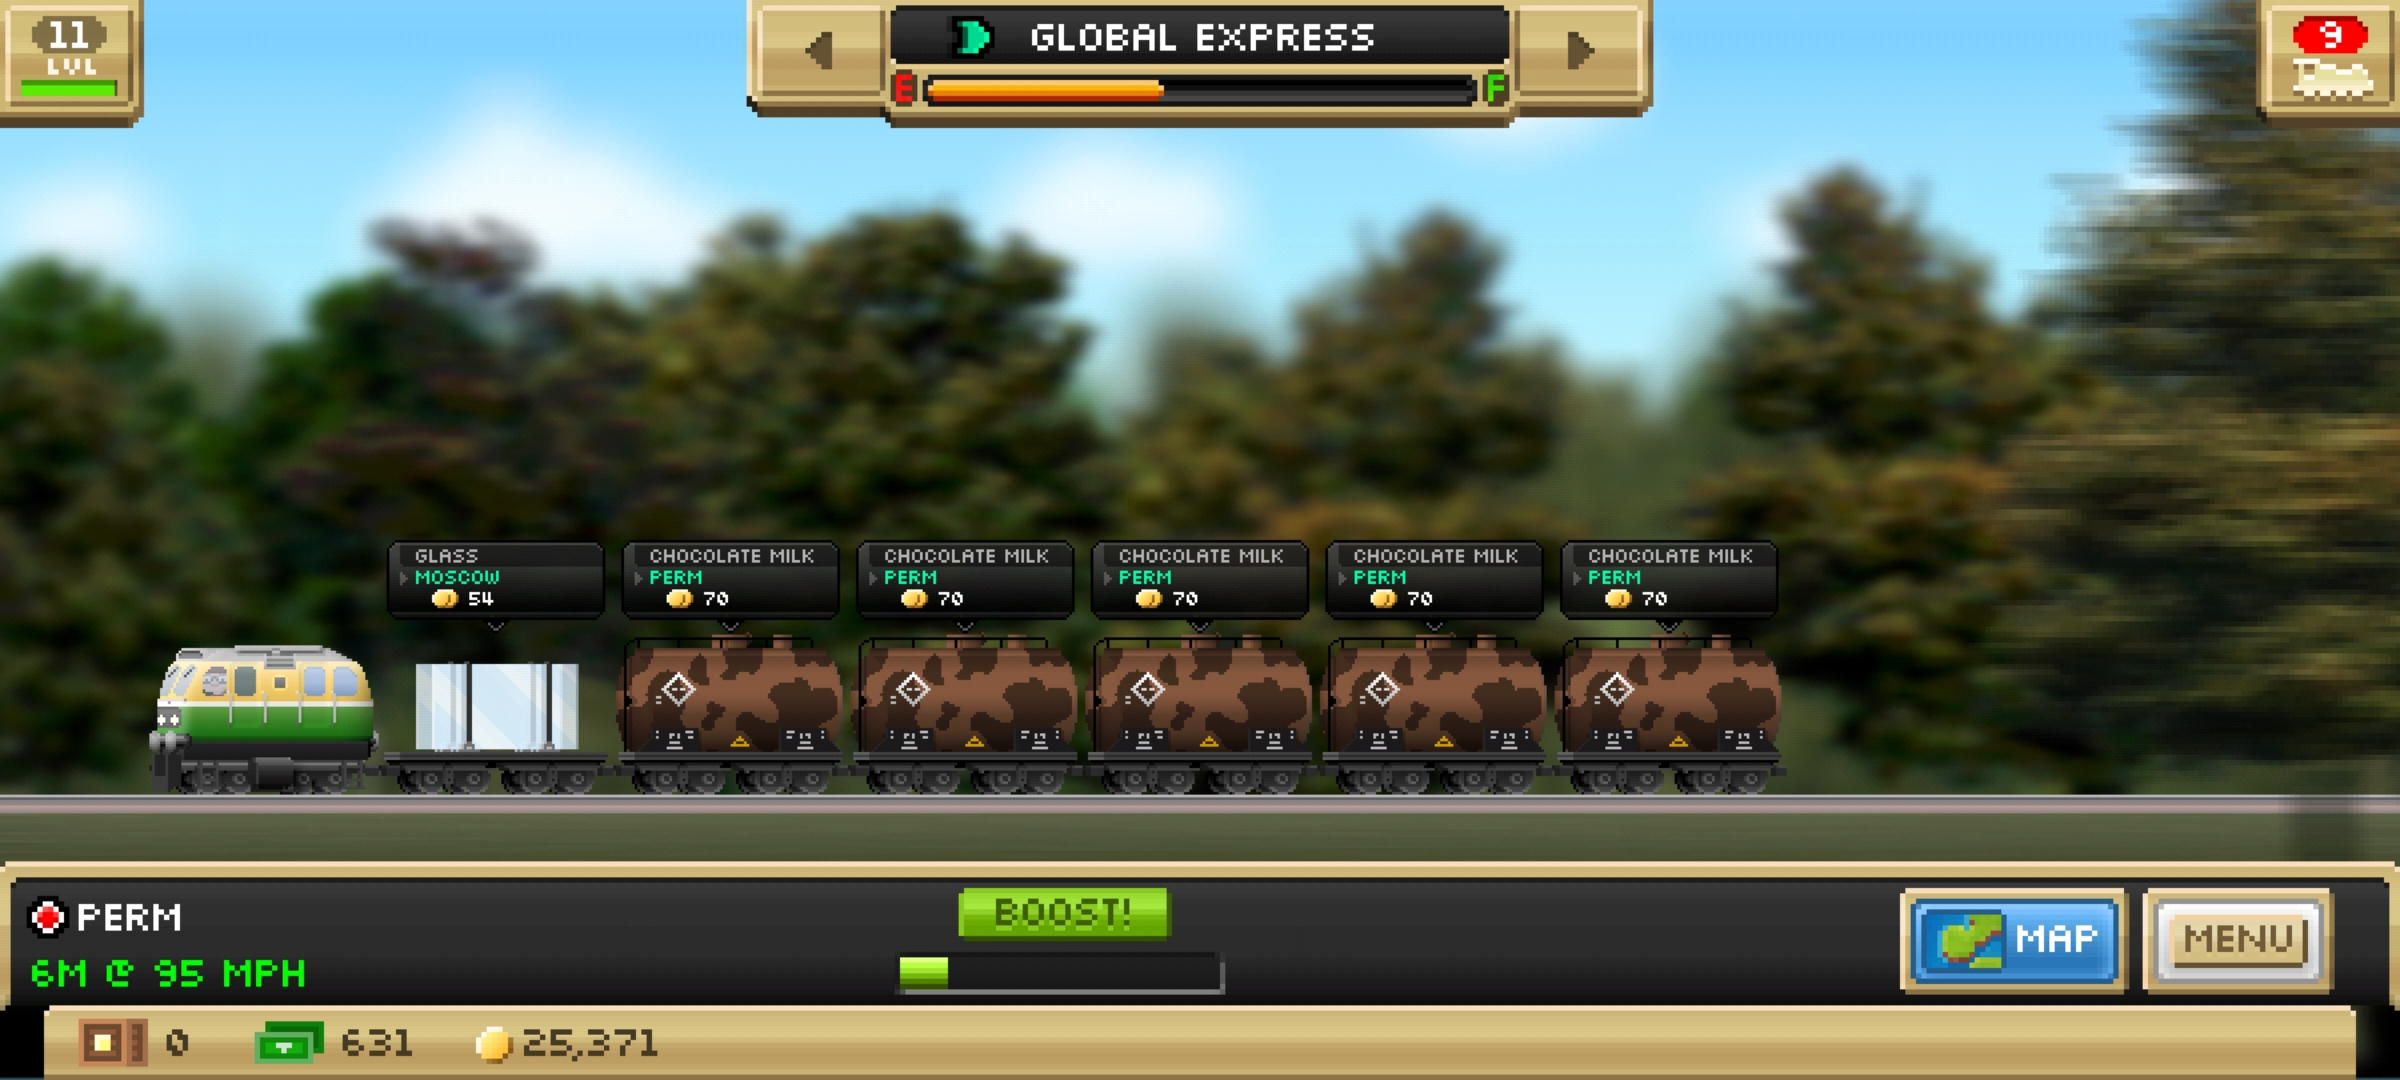 11
LVL
GLOBAL EXPRESS
E
F
9
GLASS
MOSCOW
54
CHOCOLATE MILK
PERM
70
CHOCOLATE MILK
PERM
70
CHOCOLATE MILK
PERM
70
CHOCOLATE MILK
PERM
70
CHOCOLATE MILK
PERM
70
PERM
6M @ 95 MPH
BOOST!
MAP
MENU
0
631
25,371